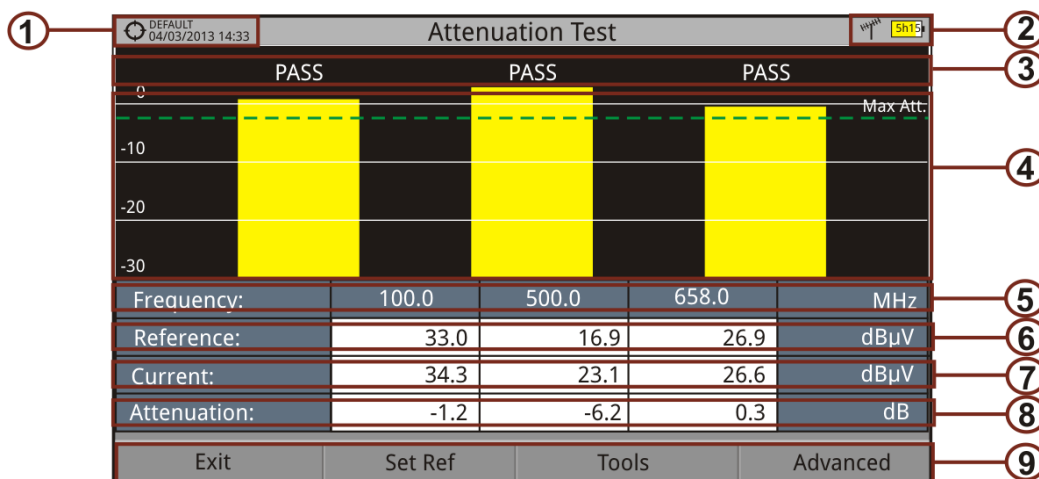 1
DEFAULT
04/03/2013 14:33
Attenuation Test
5h15
2
PASS PASS PASS
3
0
Max Att.
-10
4
-20
-30
Frequency: 100.0 500.0 658.0 MHz
5
Reference: 33.0 16.9 26.9 dBµV
6
Current: 34.3 23.1 26.6 dBµV
7
Attenuation: -1.2 -6.2 0.3 dB
8
Exit Set Ref Tools Advanced
9